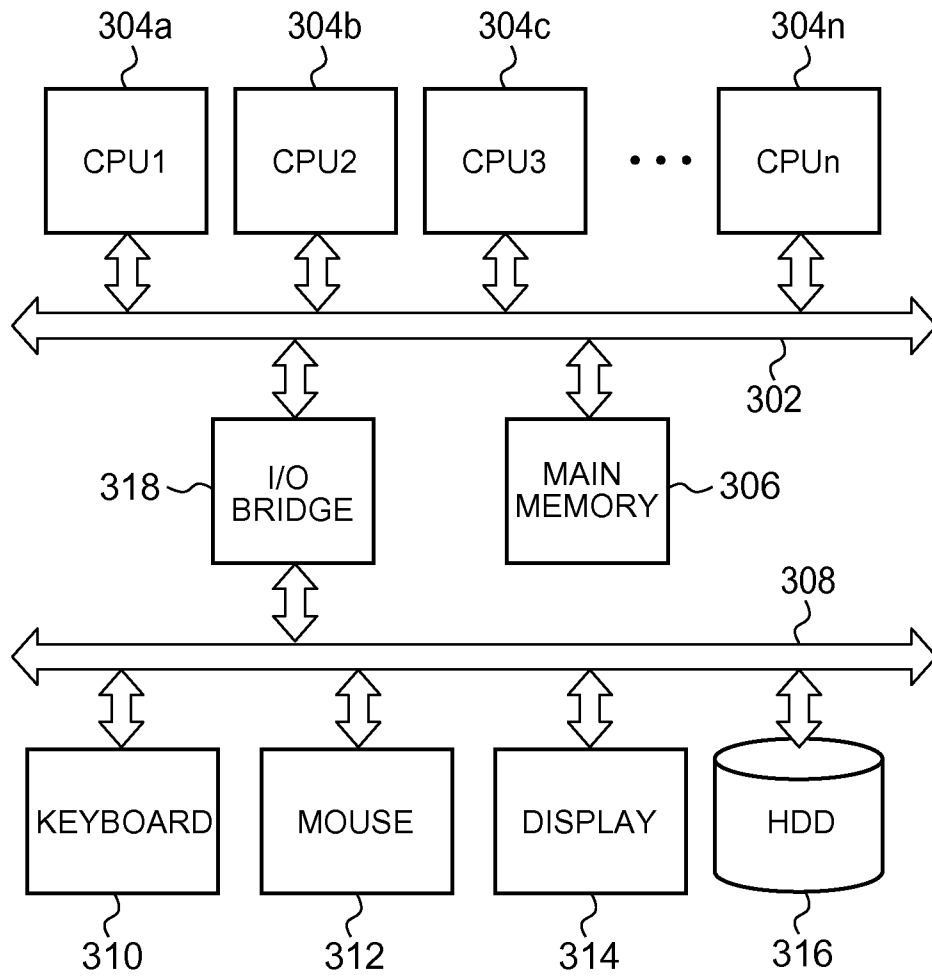 304a 304b 304c 304n
CPU1 CPU2 CPU3 • • • CPUn
302
318 I/O BRIDGE
MAIN MEMORY 306
308
KEYBOARD MOUSE DISPLAY HDD
310 312 314 316